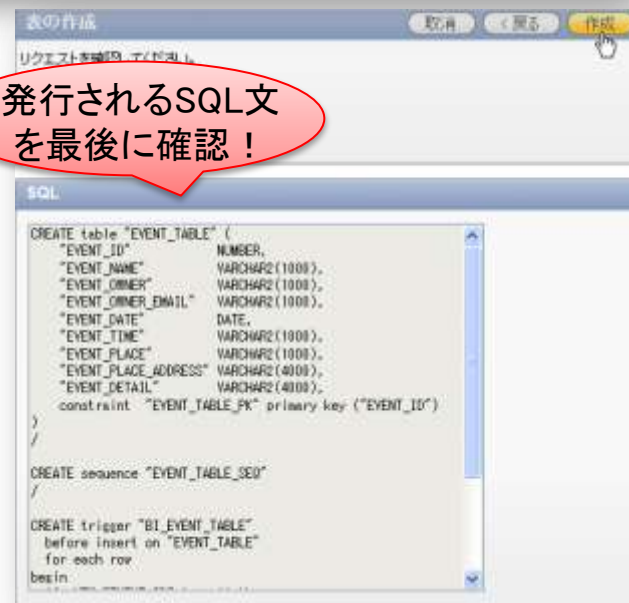 表の作成
取消
< 戻る
作成
リクエストを確認してください。
発行されるSQL文
を最後に確認！
SQL
CREATE table "EVENT_TABLE" (
"EVENT_ID" NUMBER,
"EVENT_NAME" VARCHAR2(1000),
"EVENT_OWNER" VARCHAR2(1000),
"EVENT_OWNER_EMAIL" VARCHAR2(1000),
"EVENT_DATE" DATE,
"EVENT_TIME" VARCHAR2(1000),
"EVENT_PLACE" VARCHAR2(1000),
"EVENT_PLACE_ADDRESS" VARCHAR2(4000),
"EVENT_DETAIL" VARCHAR2(4000),
constraint "EVENT_TABLE_PK" primary key ("EVENT_ID")
)
/
CREATE sequence "EVENT_TABLE_SEQ"
/
CREATE trigger "BI_EVENT_TABLE"
before insert on "EVENT_TABLE"
for each row
begin